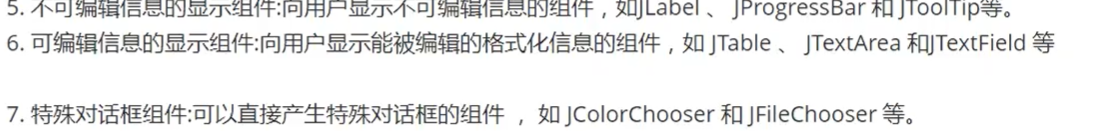 5. 不可编辑信息的显示组件:向用户显示不可编辑信息的组件，如JLabel 、 JProgressBar 和 JToolTip等。
6. 可编辑信息的显示组件:向用户显示能被编辑的格式化信息的组件，如 JTable 、 JTextArea 和JTextField 等
7. 特殊对话框组件:可以直接产生特殊对话框的组件 ， 如 JColorChooser 和 JFileChooser 等。